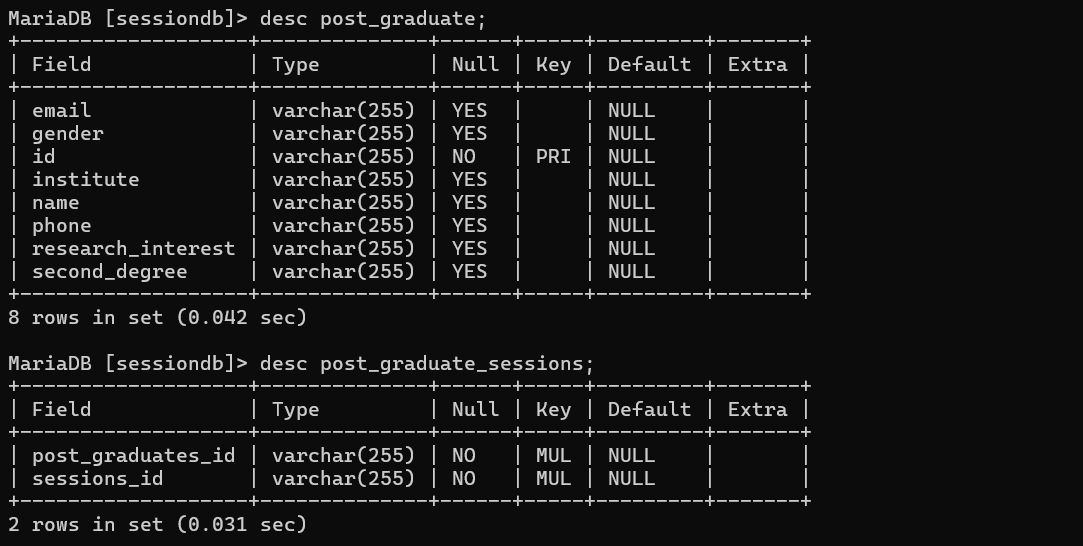 MariaDB [sessiondb]> desc post_graduate;
+-------------------+--------------+------+-----+---------+-------+
| Field             | Type         | Null | Key | Default | Extra |
+-------------------+--------------+------+-----+---------+-------+
| email             | varchar(255) | YES  |     | NULL    |       |
| gender            | varchar(255) | YES  |     | NULL    |       |
| id                | varchar(255) | NO   | PRI | NULL    |       |
| institute         | varchar(255) | YES  |     | NULL    |       |
| name              | varchar(255) | YES  |     | NULL    |       |
| phone             | varchar(255) | YES  |     | NULL    |       |
| research_interest | varchar(255) | YES  |     | NULL    |       |
| second_degree     | varchar(255) | YES  |     | NULL    |       |
+-------------------+--------------+------+-----+---------+-------+
8 rows in set (0.042 sec)

MariaDB [sessiondb]> desc post_graduate_sessions;
+-------------------+--------------+------+-----+---------+-------+
| Field             | Type         | Null | Key | Default | Extra |
+-------------------+--------------+------+-----+---------+-------+
| post_graduates_id | varchar(255) | NO   | MUL | NULL    |       |
| sessions_id       | varchar(255) | NO   | MUL | NULL    |       |
+-------------------+--------------+------+-----+---------+-------+
2 rows in set (0.031 sec)